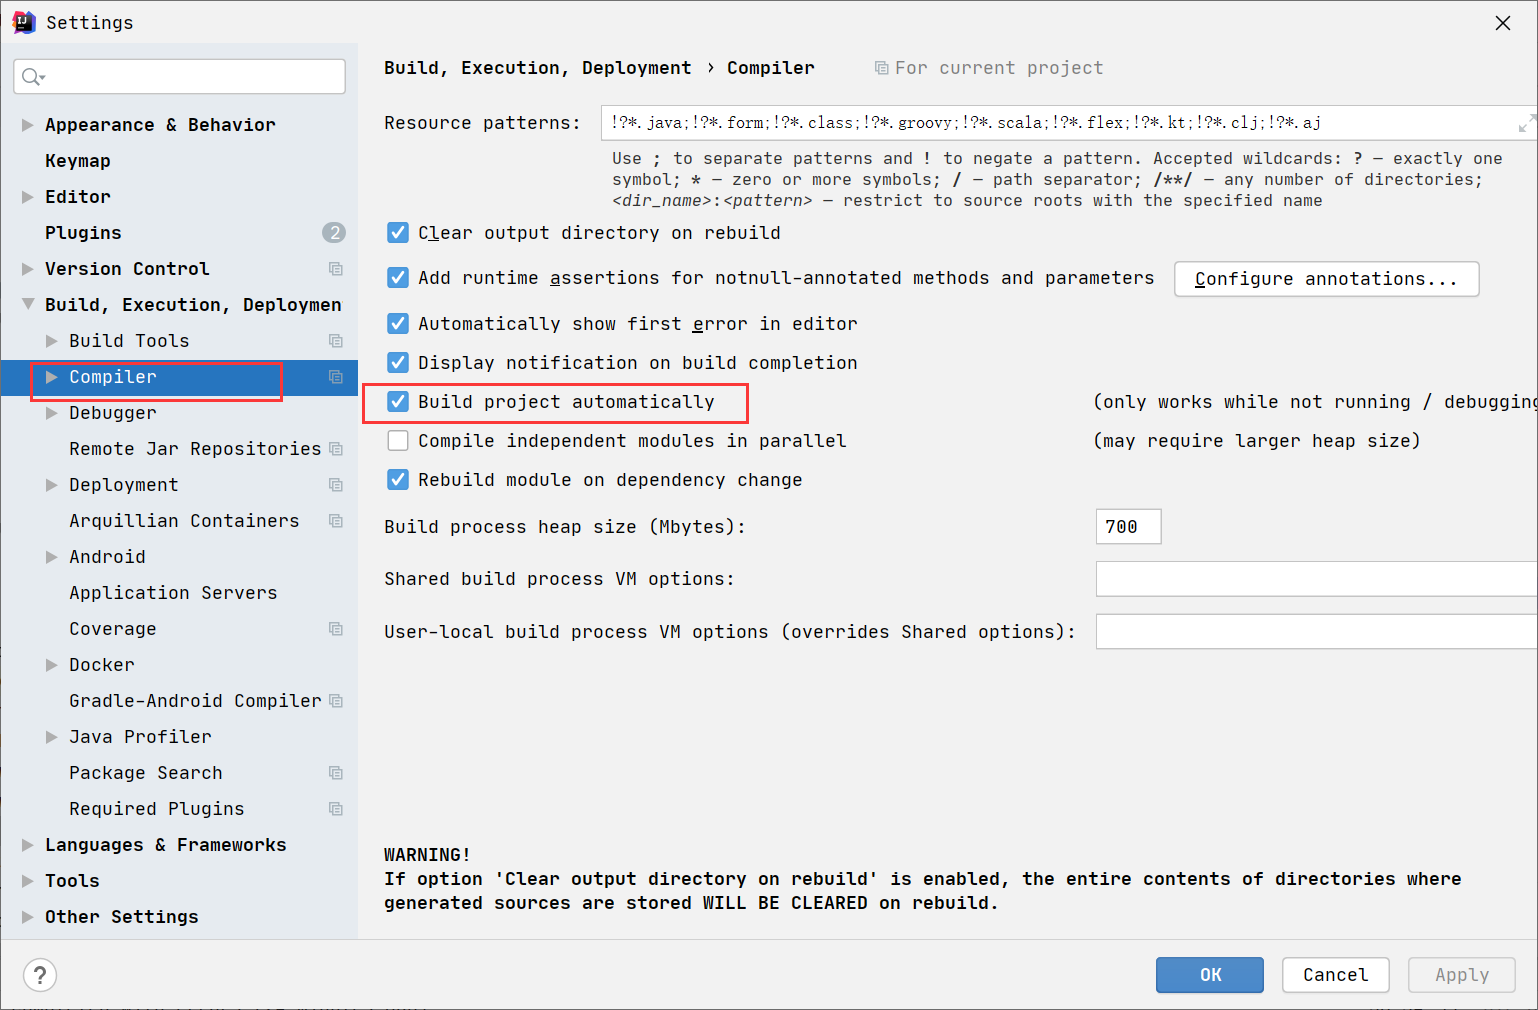 Settings
Appearance & Behavior
Keymap
Editor
Plugins 2
Version Control
Build, Execution, Deploymen
Build Tools
Compiler
Debugger
Remote Jar Repositories
Deployment
Arquillian Containers
Android
Application Servers
Coverage
Docker
Gradle-Android Compiler
Java Profiler
Package Search
Required Plugins
Languages & Frameworks
Tools
Other Settings
Build, Execution, Deployment › Compiler For current project
Resource patterns: !?*.java;!?*.form;!?*.class;!?*.groovy;!?*.scala;!?*.flex;!?*.kt;!?*.clj;!?*.aj
Use ; to separate patterns and ! to negate a pattern. Accepted wildcards: ? — exactly one
symbol; * — zero or more symbols; / — path separator; /**/ — any number of directories;
<dir_name>:<pattern> — restrict to source roots with the specified name
Clear output directory on rebuild
Add runtime assertions for notnull-annotated methods and parameters Configure annotations...
Automatically show first error in editor
Display notification on build completion
Build project automatically (only works while not running / debugging
Compile independent modules in parallel (may require larger heap size)
Rebuild module on dependency change
Build process heap size (Mbytes): 700
Shared build process VM options:
User-local build process VM options (overrides Shared options):
WARNING!
If option 'Clear output directory on rebuild' is enabled, the entire contents of directories where
generated sources are stored WILL BE CLEARED on rebuild.
? OK Cancel Apply